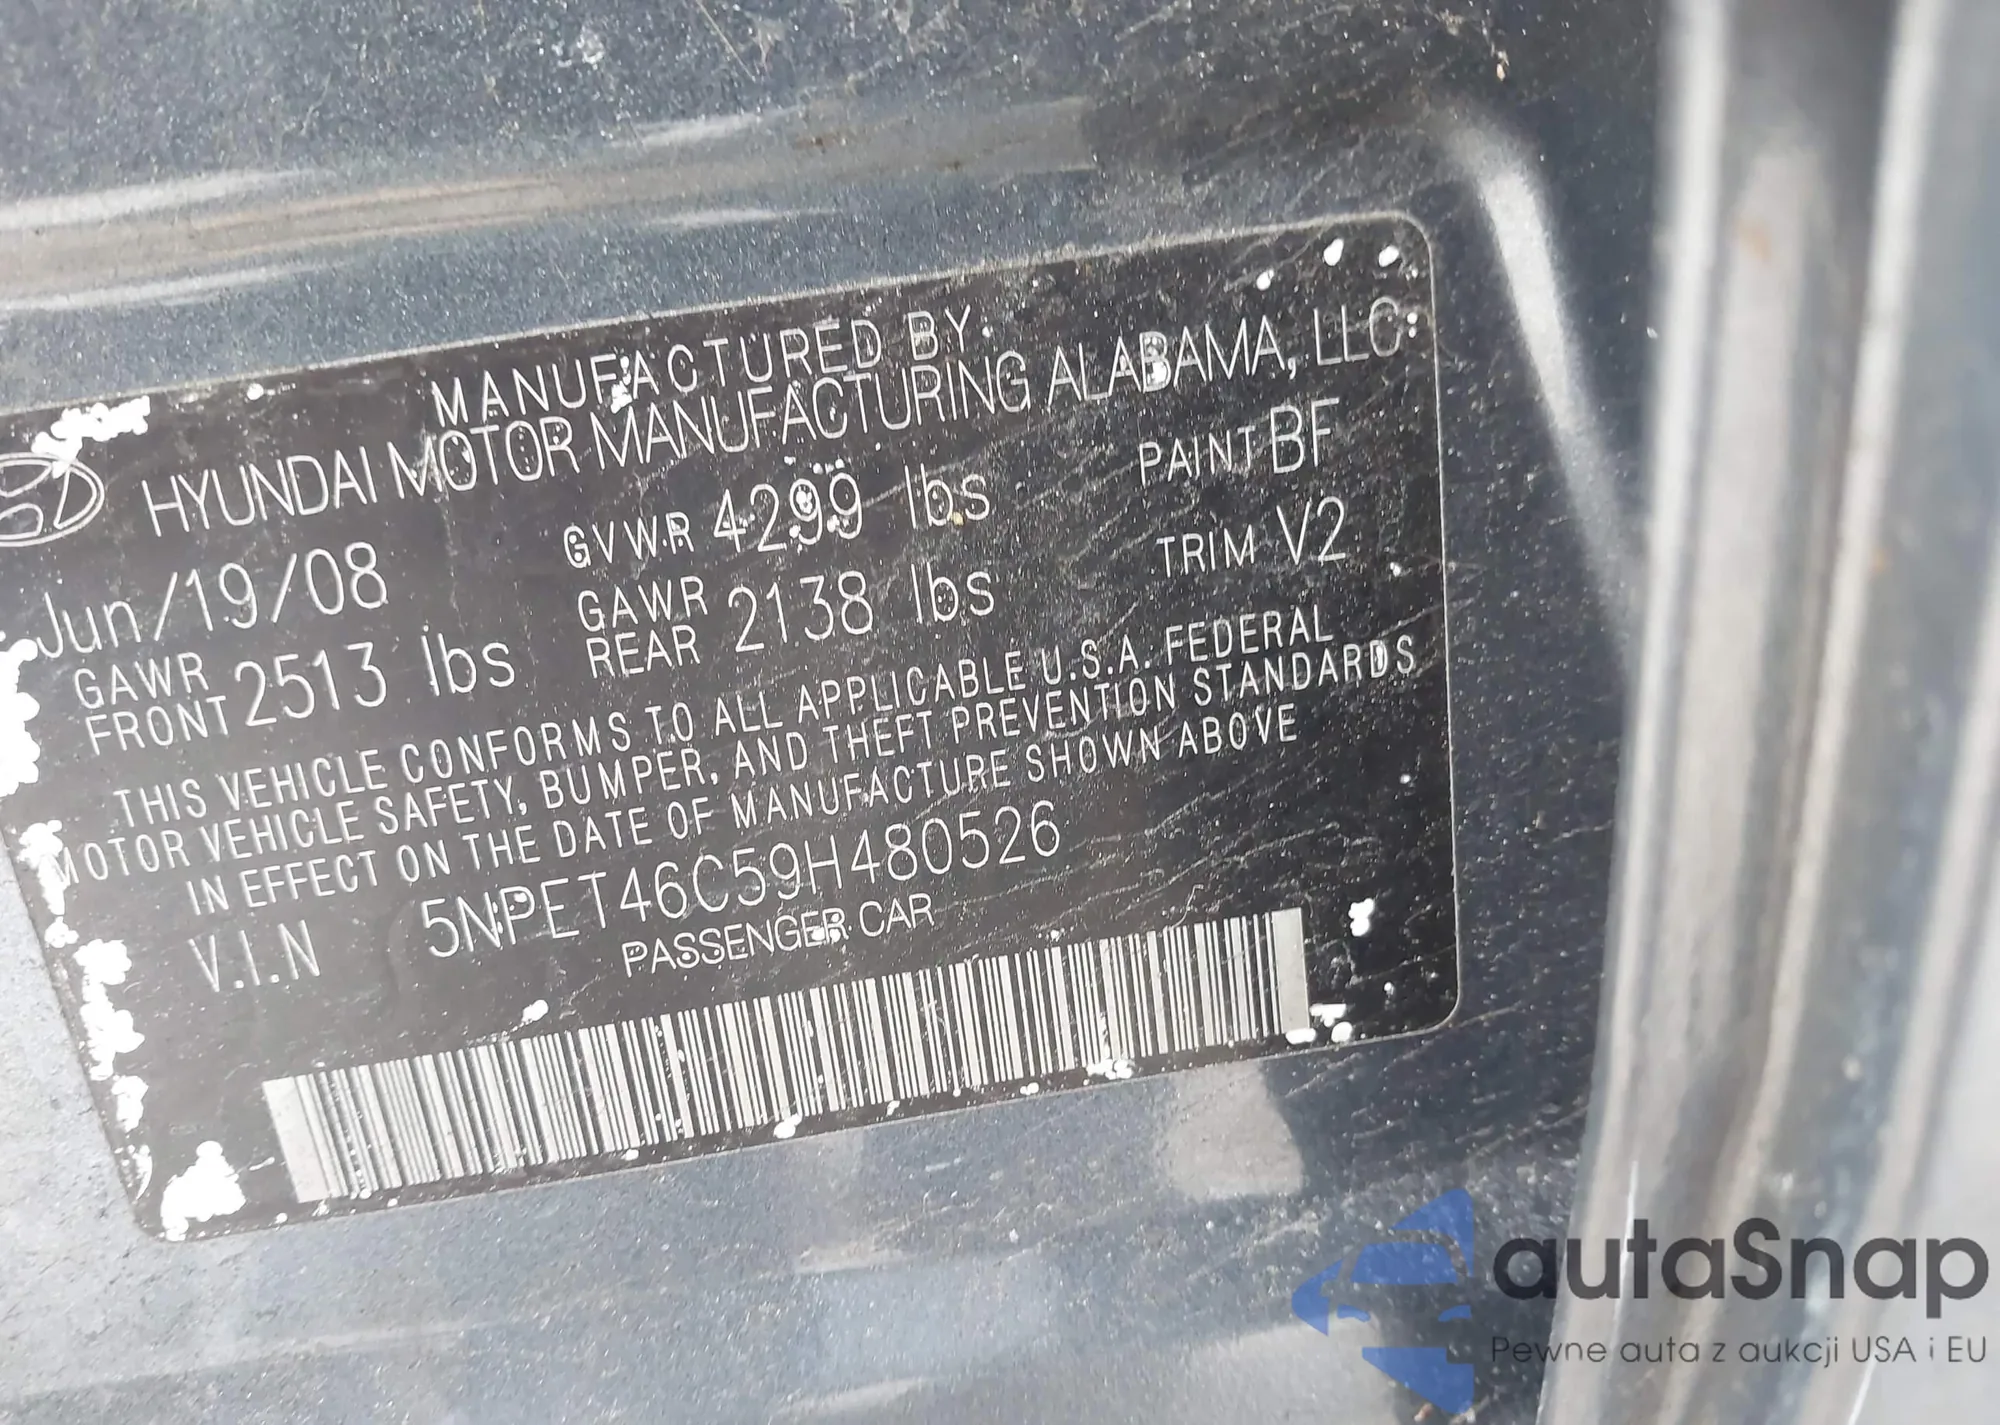 MANUFACTURED BY
HYUNDAI MOTOR MANUFACTURING ALABAMA, LLC
Jun/19/08 GVWR 4299 lbs PAINT BF
GAWR FRONT 2513 lbs GAWR REAR 2138 lbs TRIM V2
THIS VEHICLE CONFORMS TO ALL APPLICABLE U.S.A. FEDERAL
MOTOR VEHICLE SAFETY, BUMPER, AND THEFT PREVENTION STANDARDS
IN EFFECT ON THE DATE OF MANUFACTURE SHOWN ABOVE
V.I.N 5NPET46C59H480526
PASSENGER CAR
autaSnap
Pewne auta z aukcji USA i EU